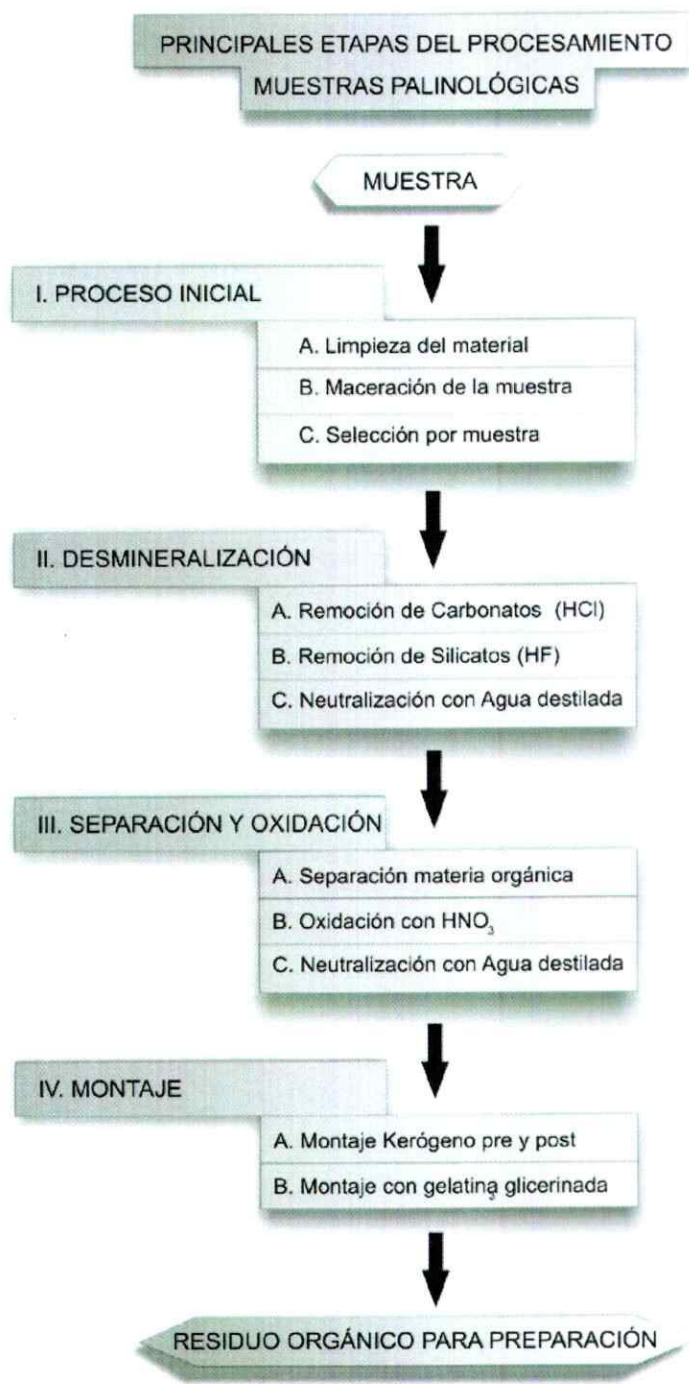 PRINCIPALES ETAPAS DEL PROCESAMIENTO
MUESTRAS PALINOLÓGICAS
MUESTRA
I. PROCESO INICIAL
A. Limpieza del material
B. Maceración de la muestra
C. Selección por muestra
II. DESMINERALIZACIÓN
A. Remoción de Carbonatos (HCl)
B. Remoción de Silicatos (HF)
C. Neutralización con Agua destilada
III. SEPARACIÓN Y OXIDACIÓN
A. Separación materia orgánica
B. Oxidación con HNO₃
C. Neutralización con Agua destilada
IV. MONTAJE
A. Montaje Kerógeno pre y post
B. Montaje con gelatina₃ glicerinada
RESIDUO ORGÁNICO PARA PREPARACIÓN